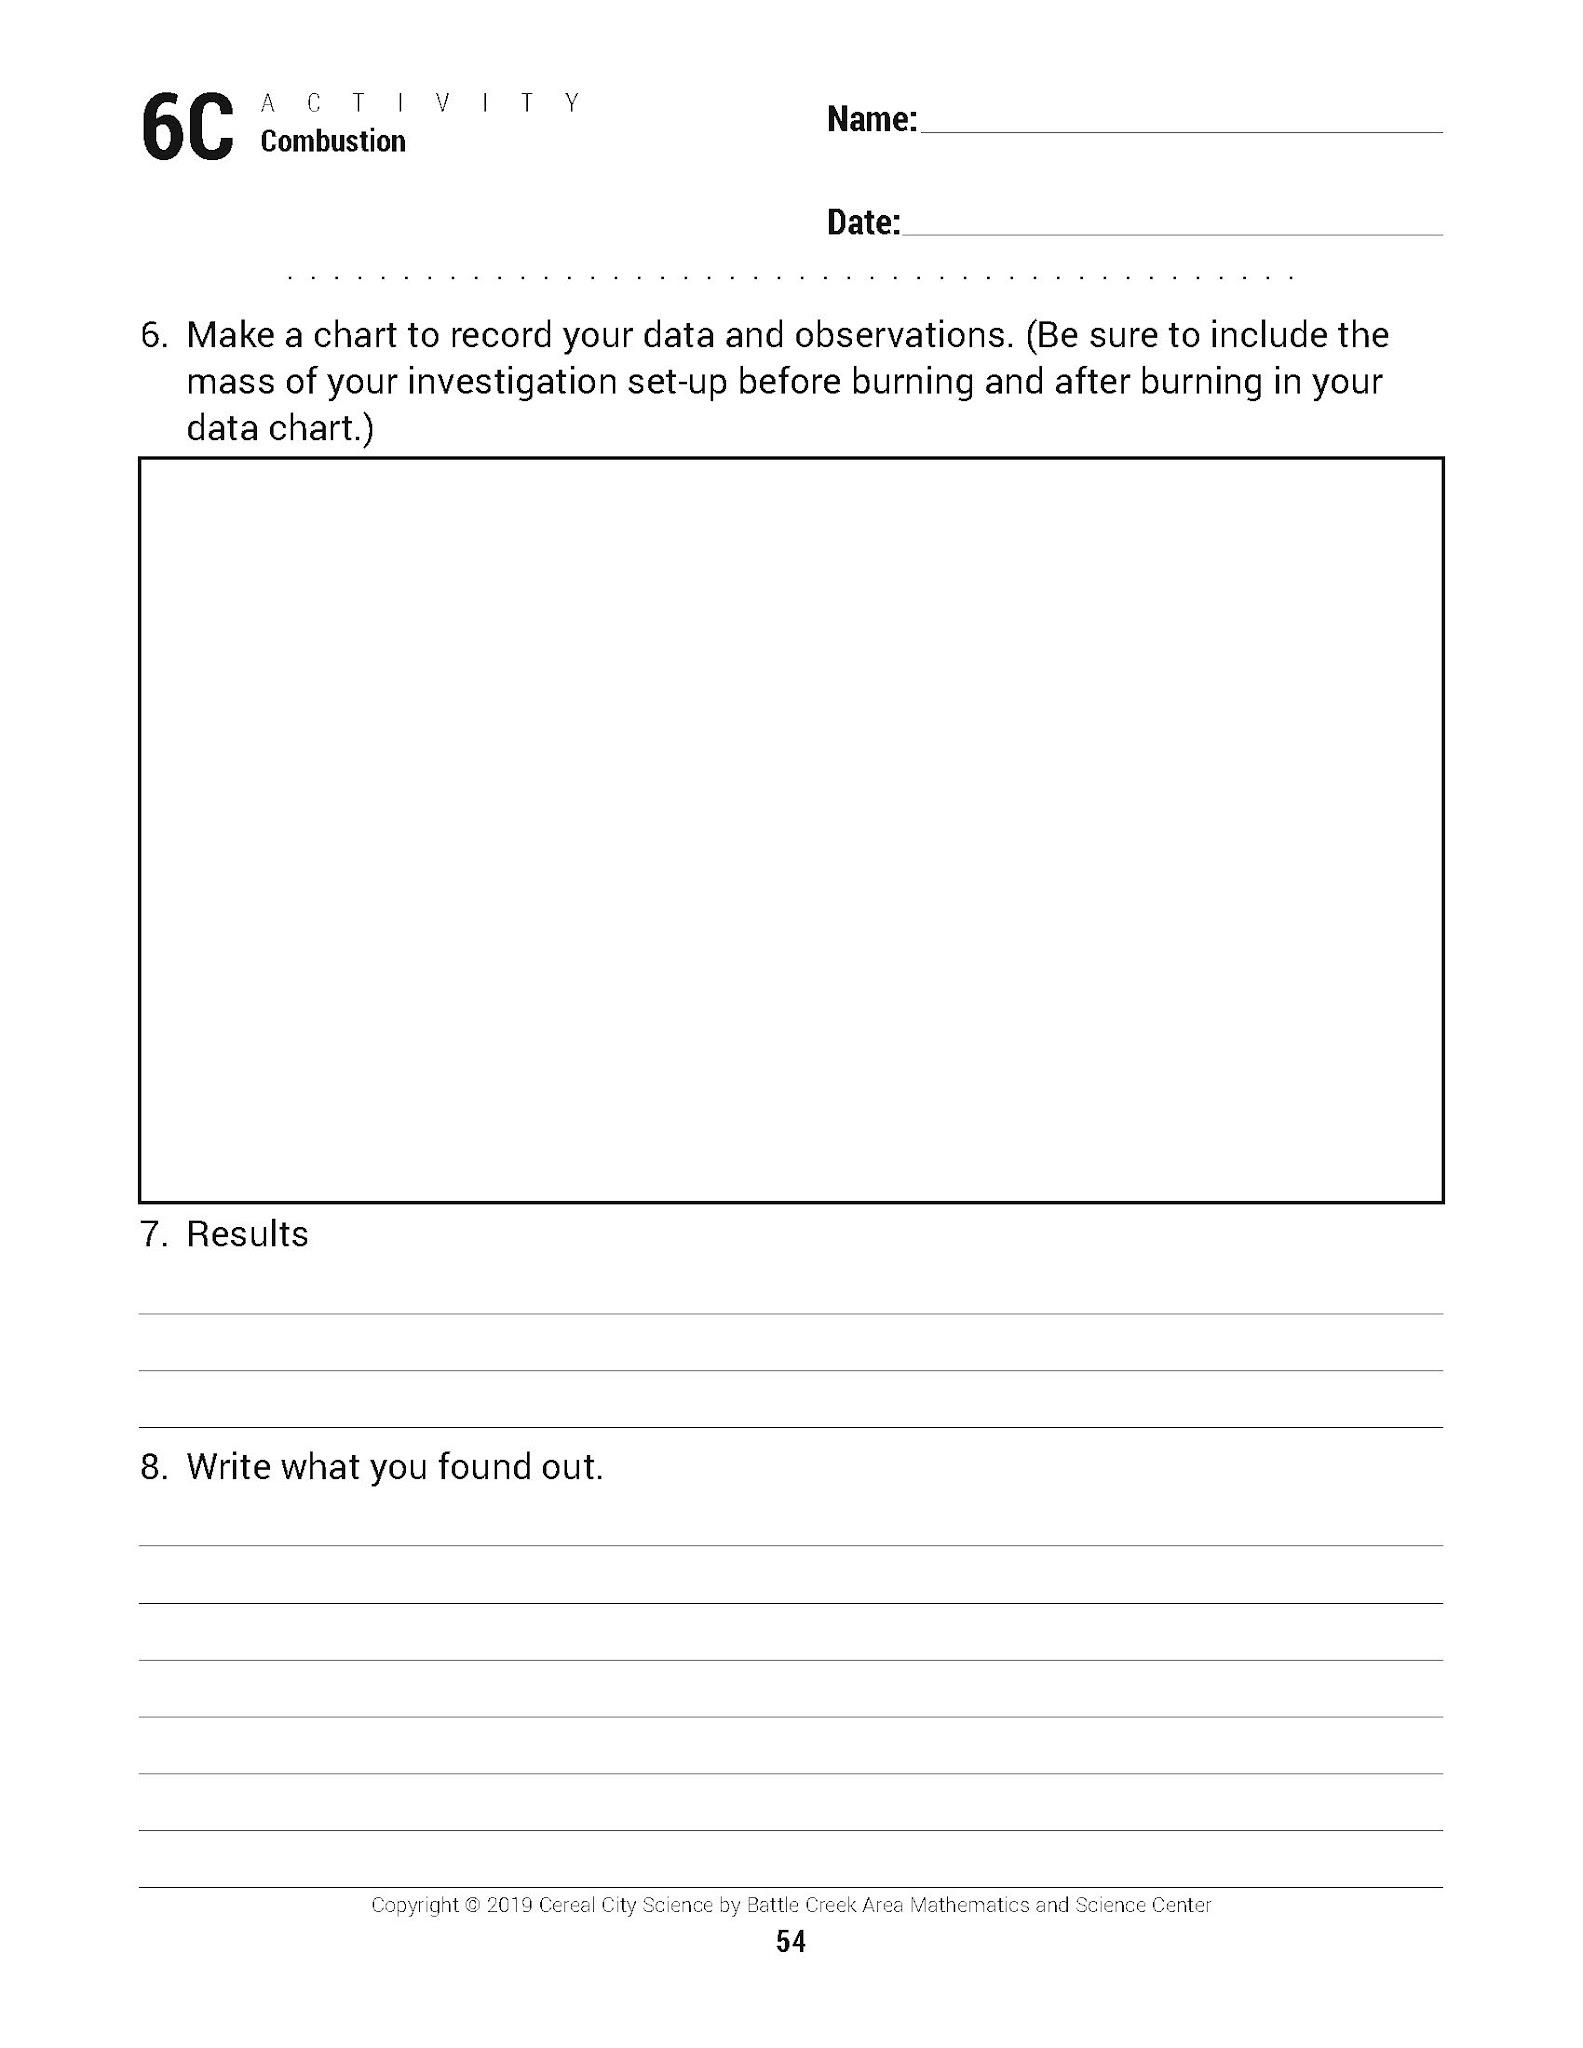 6C ACTIVITY
Combustion
Name:
Date:
6. Make a chart to record your data and observations. (Be sure to include the
mass of your investigation set-up before burning and after burning in your
data chart.)
7. Results
8. Write what you found out.
Copyright © 2019 Cereal City Science by Battle Creek Area Mathematics and Science Center
54